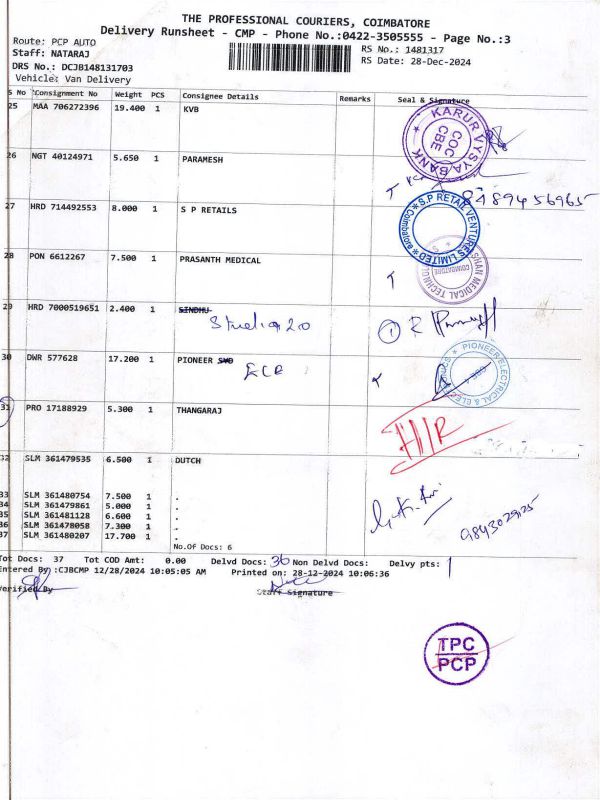 THE PROFESSIONAL COURIERS, COIMBATORE
Delivery Runsheet - CMP - Phone No.:0422-3505555 - Page No.:3
Route: PCP AUTO
Staff: NATARAJ
DRS No.: DCJB148131703
Vehicle: Van Delivery
RS No.: 1481317
RS Date: 28-Dec-2024
S No Consignment No Weight PCS Consignee Details Remarks Seal & Signature
25 MAA 706272396 19.400 1 KVB
KARUR VYSYA BANK COC CBE
26 NGT 40124971 5.650 1 PARAMESH
8489456965
27 HRD 714492553 8.000 1 S P RETAILS
S.P RETAIL VENTURES LIMITED Coimbatore
28 PON 6612267 7.500 1 PRASANTH MEDICAL
MEDICAL COIMBATORE
29 HRD 7000519651 2.400 1 SINDHU
Studio 20
30 DWR 577628 17.200 1 PIONEER SWD
ECE
PIONEER ELECTRICAL &
31 PRO 17188929 5.300 1 THANGARAJ
32 SLM 361479535 6.500 1 DUTCH
33 SLM 361480754 7.500 1 .
34 SLM 361479861 5.000 1 .
35 SLM 361481128 6.600 1 .
36 SLM 361478058 7.300 1 .
37 SLM 361480207 17.700 1 .
9843029125
No.Of Docs: 6
Tot Docs: 37 Tot COD Amt: 0.00 Delvd Docs: 36 Non Delvd Docs: Delvy pts: 1
Entered By :CJBCMP 12/28/2024 10:05:05 AM Printed on: 28-12-2024 10:06:36
Verified By Staff Signature
TPC
PCP